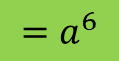 = a⁶